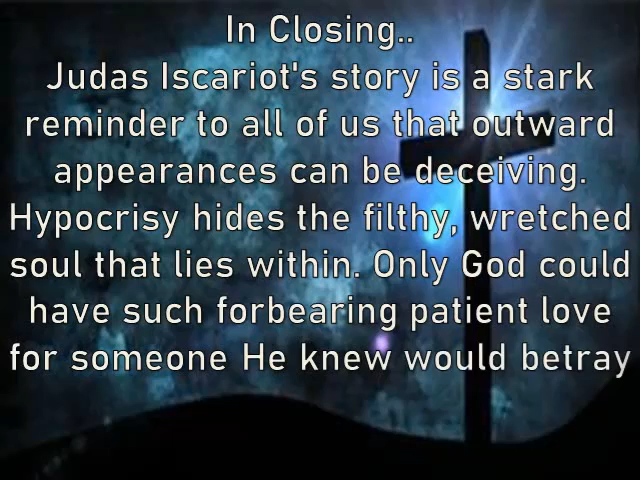 In Closing..
Judas Iscariot's story is a stark
reminder to all of us that outward
appearances can be deceiving.
Hypocrisy hides the filthy, wretched
soul that lies within. Only God could
have such forbearing patient love
for someone He knew would betray